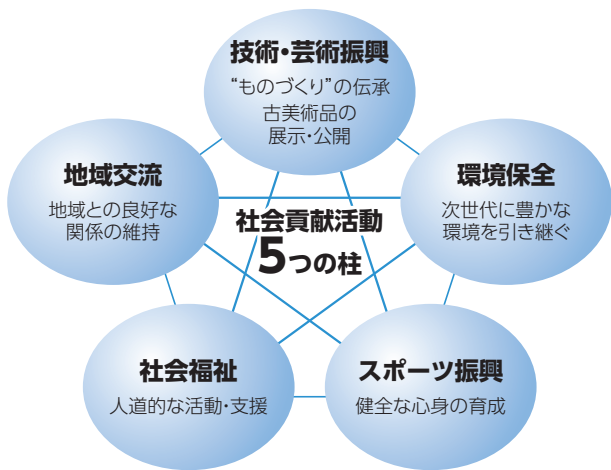 技術・芸術振興
“ものづくり”の伝承
古美術品の
展示・公開
地域交流
地域との良好な
関係の維持
環境保全
次世代に豊かな
環境を引き継ぐ
社会貢献活動
5つの柱
社会福祉
人道的な活動・支援
スポーツ振興
健全な心身の育成